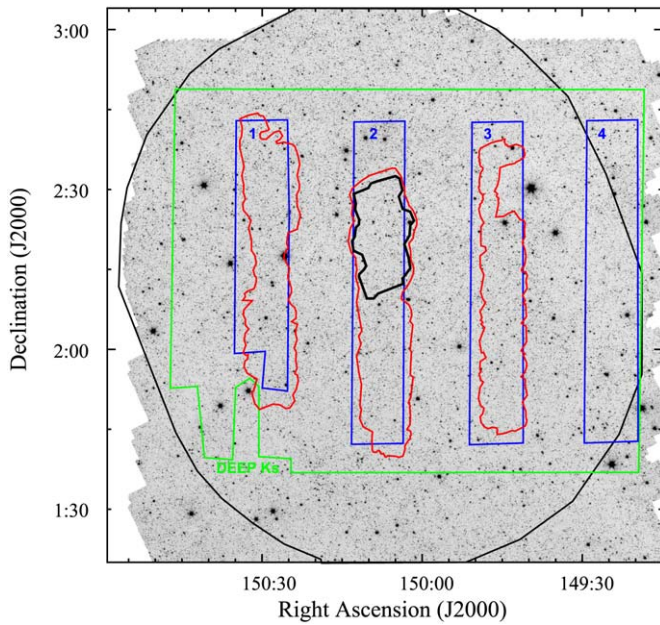 3:00
1 2 3 4
2:30
Declination (J2000)
2:00
DEEP Ks
1:30
150:30 150:00 149:30
Right Ascension (J2000)